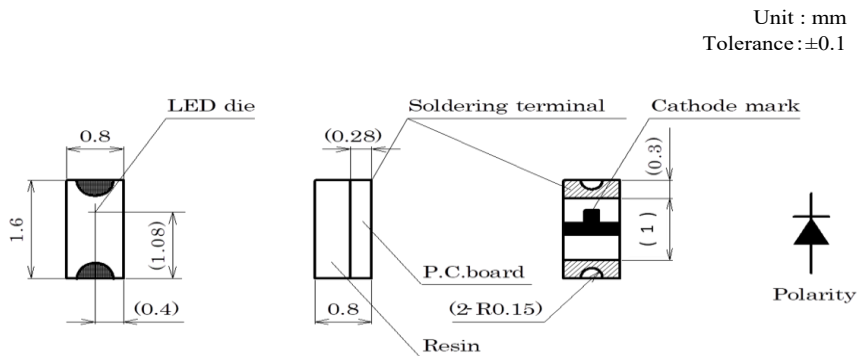 Unit : mm
Tolerance:±0.1
LED die
Soldering terminal
Cathode mark
0.8
(0.28)
(0.3)
1.6
(1.08)
(1)
P.C.board
(0.4)
0.8
(2-R0.15)
Polarity
Resin